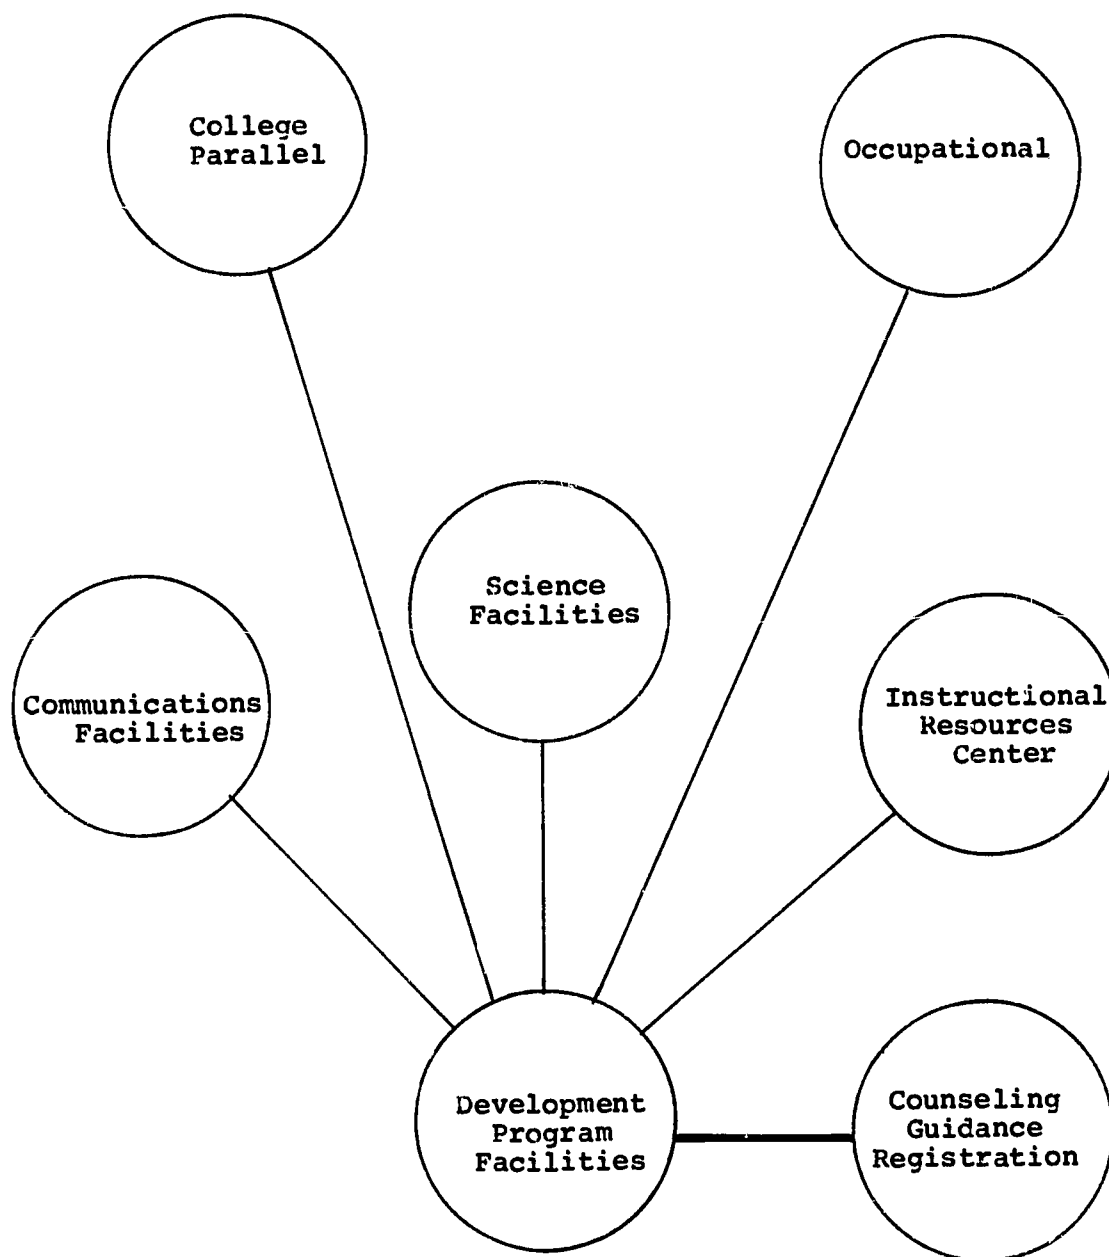 College
Parallel
Occupational
Science
Facilities
Communications
Facilities
Instructional
Resources
Center
Development
Program
Facilities
Counseling
Guidance
Registration